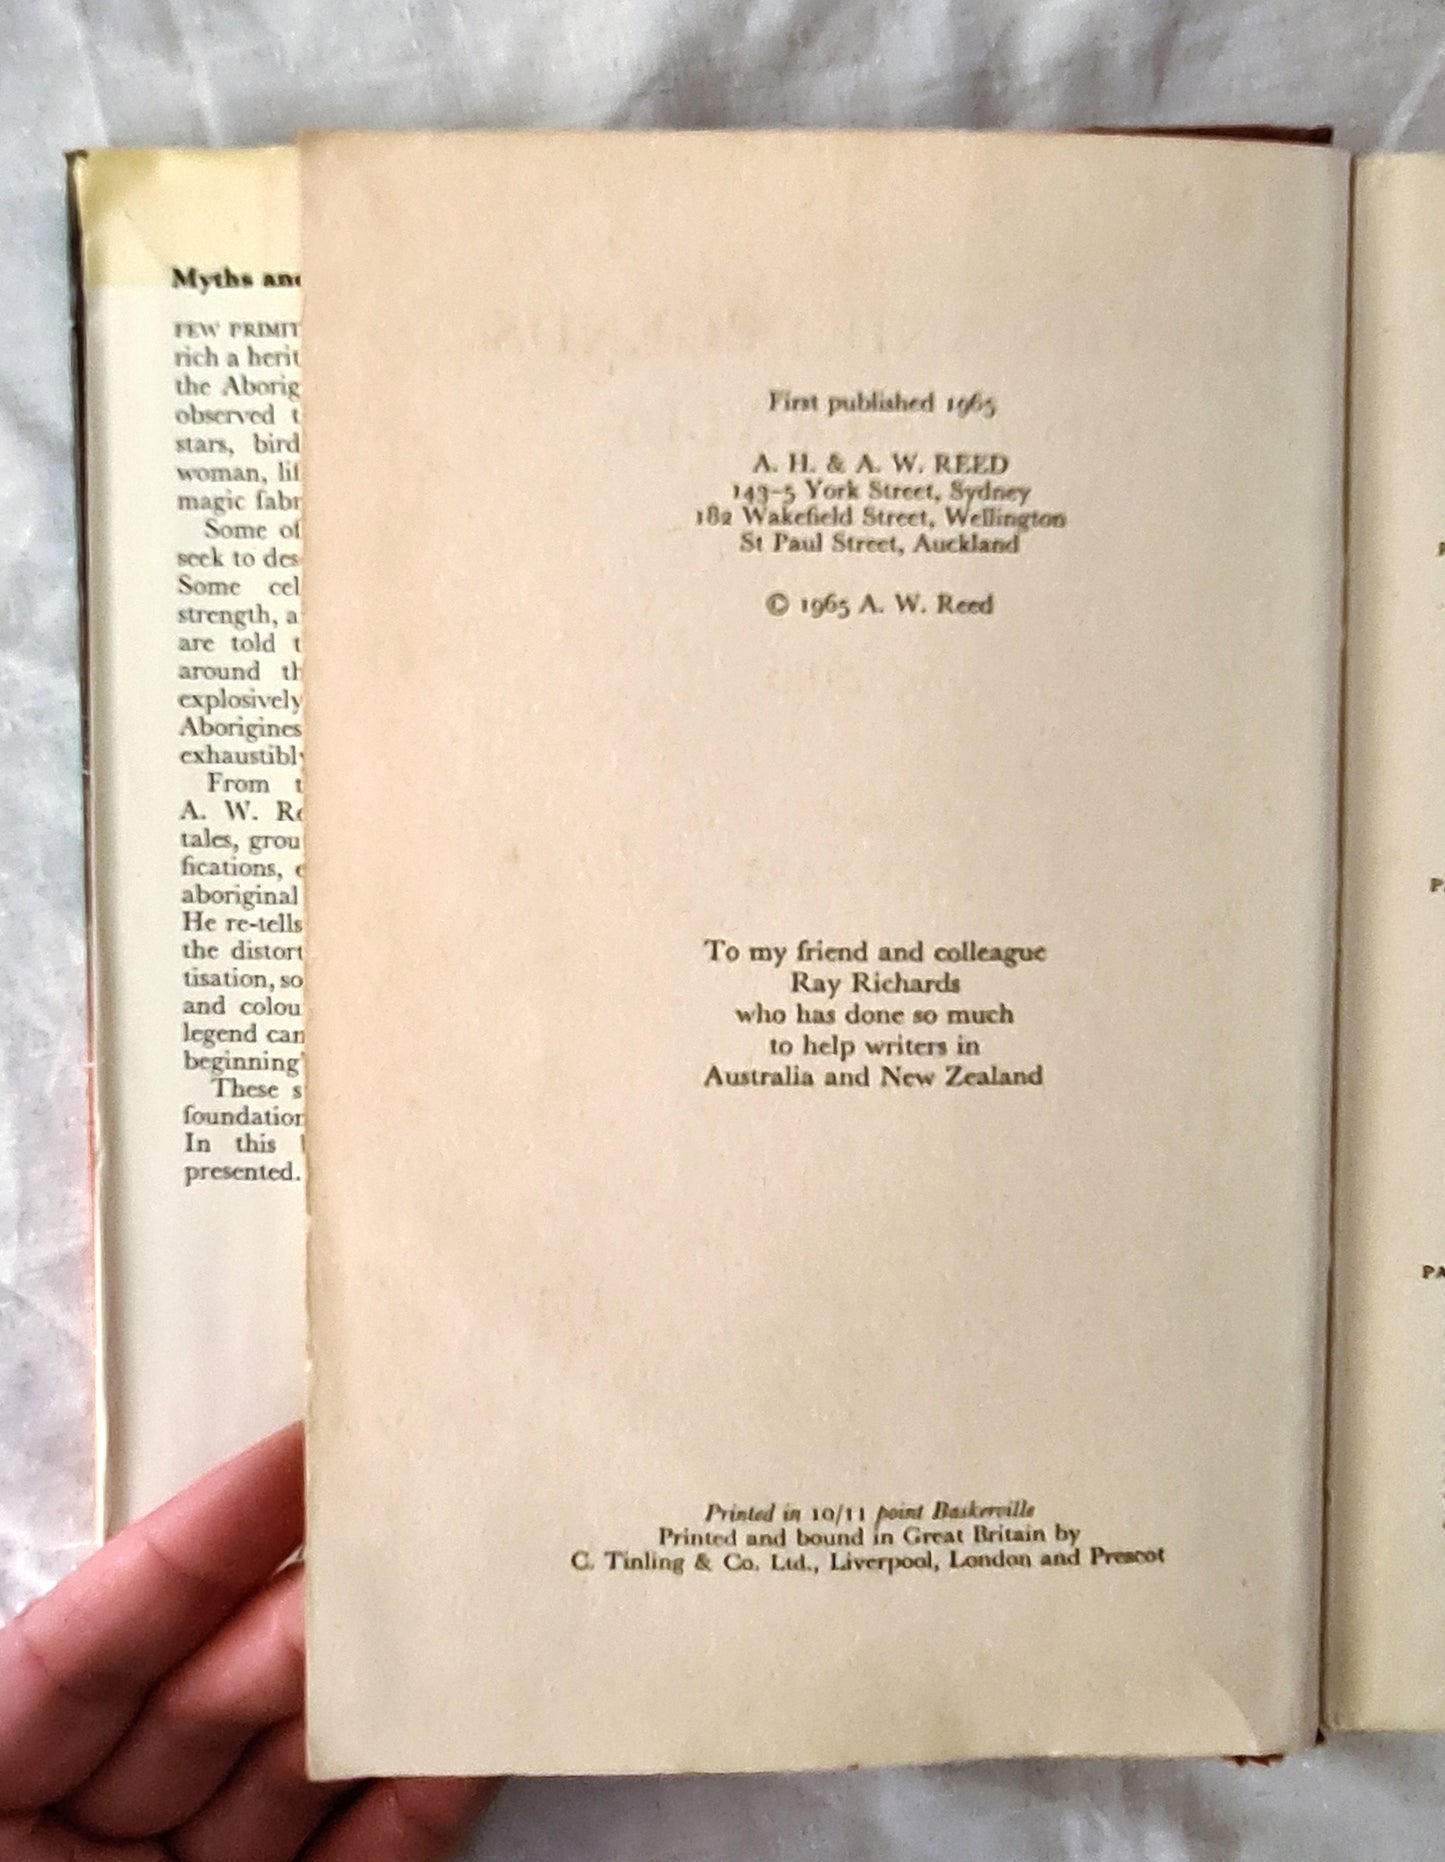 Myths and
FEW PRIMIT
rich a herit
the Aborig
observed t
stars, bird
woman, lif
magic fabr
Some of
seek to des
Some cel
strength, a
are told t
around th
explosively
Aborigines
exhaustibl
From t
A. W. Re
tales, grou
fications, e
aboriginal
He re-tells
the distort
tisation, so
and colou
legend can
beginning'
These s
foundation
In this
presented.
First published 1965
A. H. & A. W. REED
143-5 York Street, Sydney
182 Wakefield Street, Wellington
St Paul Street, Auckland
© 1965 A. W. Reed
To my friend and colleague
Ray Richards
who has done so much
to help writers in
Australia and New Zealand
Printed in 10/11 point Baskerville
Printed and bound in Great Britain by
C. Tinling & Co. Ltd., Liverpool, London and Prescot
PA
PA